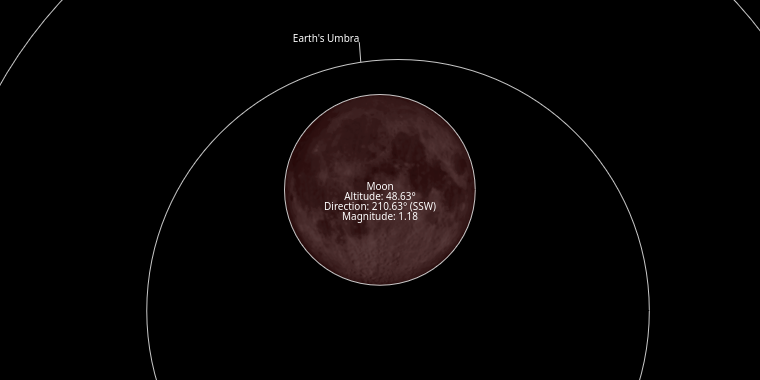 Earth's Umbra
Moon
Altitude: 48.63°
Direction: 210.63° (SSW)
Magnitude: 1.18